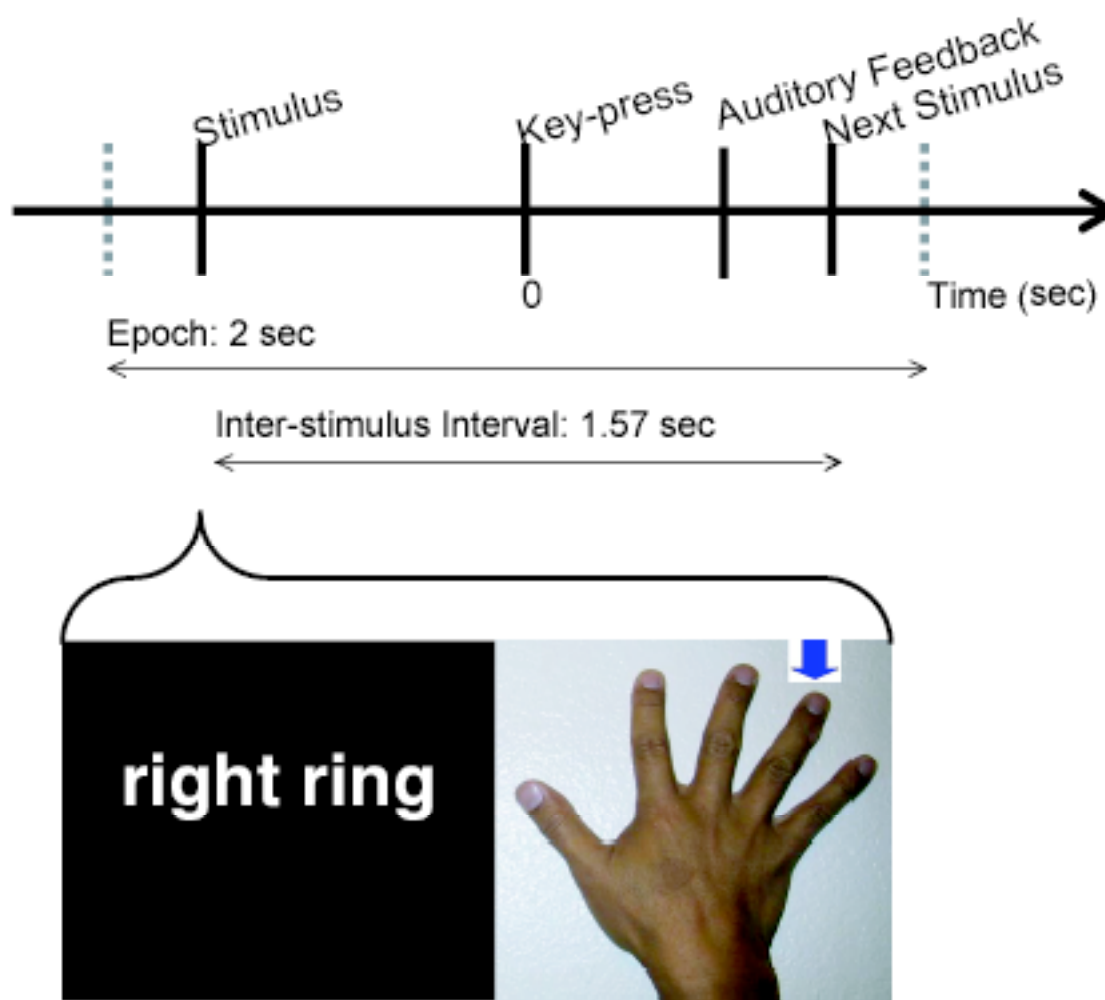 Stimulus
Key-press
Auditory Feedback
Next Stimulus
0
Time (sec)
Epoch: 2 sec
Inter-stimulus Interval: 1.57 sec
right ring